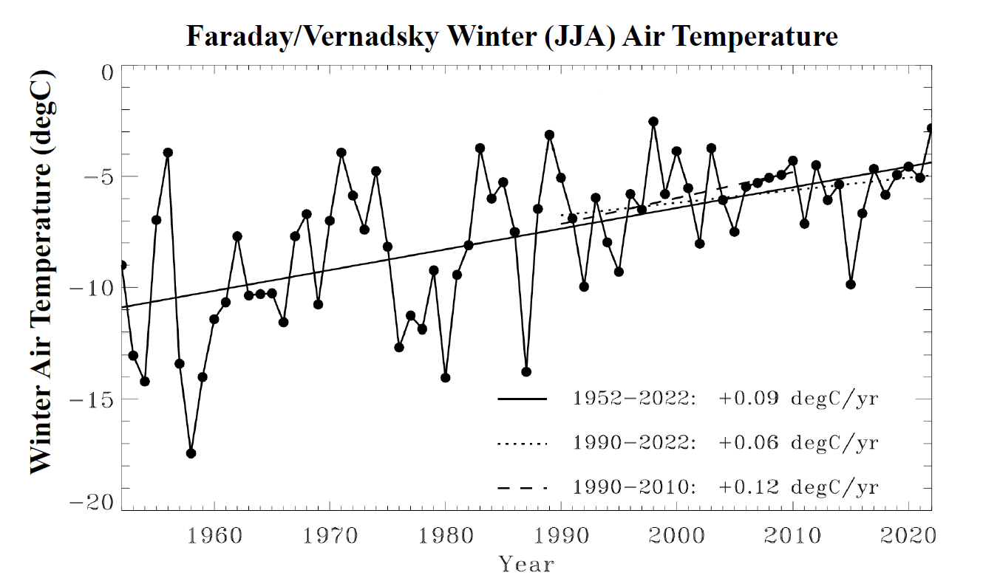 Faraday/Vernadsky Winter (JJA) Air Temperature
Winter Air Temperature (degC)
0
−5
−10
−15
−20
1952−2022: +0.09 degC/yr
1990−2022: +0.06 degC/yr
1990−2010: +0.12 degC/yr
1960 1970 1980 1990 2000 2010 2020
Year